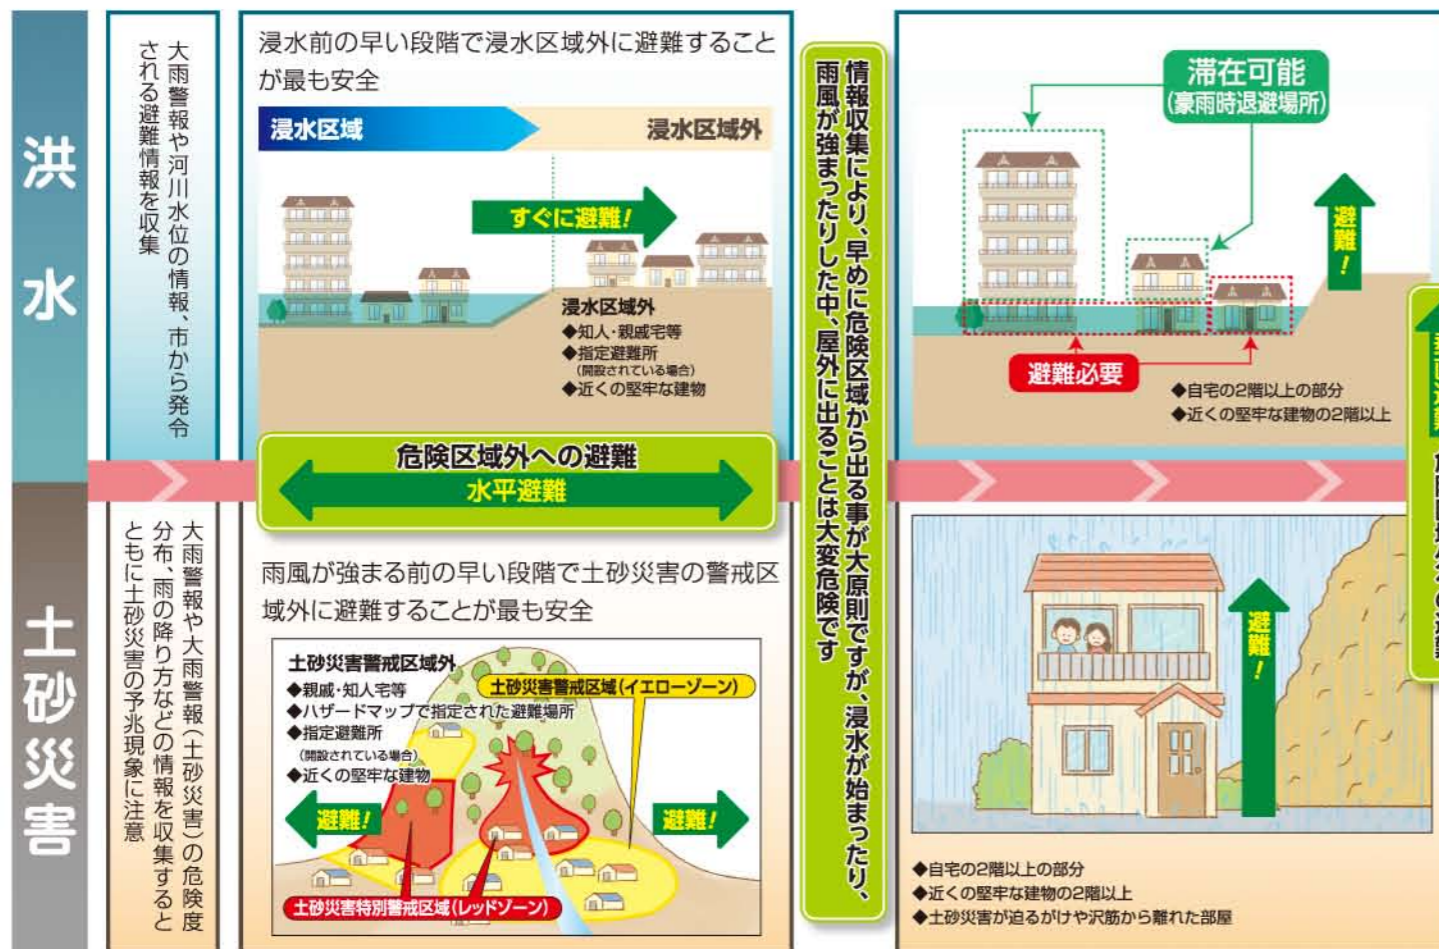 洪水
大雨警報や河川水位の情報、市から発令
される避難情報を収集
浸水前の早い段階で浸水区域外に避難すること
が最も安全
浸水区域
浸水区域外
すぐに避難!
浸水区域外
◆知人・親戚宅等
◆指定避難所
(開設されている場合)
◆近くの堅牢な建物
危険区域外への避難
水平避難
情報収集により、早めに危険区域から出る事が大原則ですが、浸水が始まったり、
雨風が強まったりした中、屋外に出ることは大変危険です
滞在可能
(豪雨時退避場所)
避難!
避難必要
◆自宅の2階以上の部分
◆近くの堅牢な建物の2階以上
土砂災害
大雨警報や大雨警報(土砂災害)の危険度
分布、雨の降り方などの情報を収集すると
ともに土砂災害の予兆現象に注意
雨風が強まる前の早い段階で土砂災害の警戒区
域外に避難することが最も安全
土砂災害警戒区域外
◆親戚・知人宅等
◆ハザードマップで指定された避難場所
◆指定避難所
(開設されている場合)
◆近くの堅牢な建物
土砂災害警戒区域(イエローゾーン)
避難!
避難!
土砂災害特別警戒区域(レッドゾーン)
避難!
◆自宅の2階以上の部分
◆近くの堅牢な建物の2階以上
◆土砂災害が迫るがけや沢筋から離れた部屋